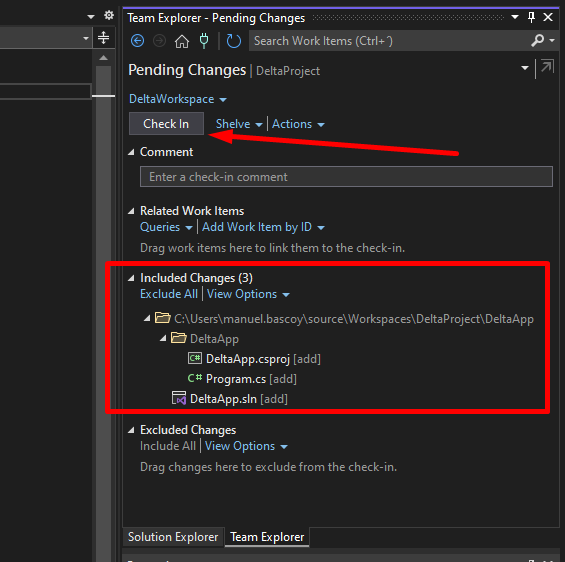 Team Explorer - Pending Changes
Search Work Items (Ctrl+´)
Pending Changes | DeltaProject
DeltaWorkspace
Check In Shelve | Actions
Comment
Enter a check-in comment
Related Work Items
Queries | Add Work Item by ID |
Drag work items here to link them to the check-in.
Included Changes (3)
Exclude All | View Options
C:\Users\manuel.bascoy\source\Workspaces\DeltaProject\DeltaApp
DeltaApp
C# DeltaApp.csproj [add]
C# Program.cs [add]
DeltaApp.sln [add]
Excluded Changes
Include All | View Options
Drag changes here to exclude from the check-in.
Solution Explorer Team Explorer